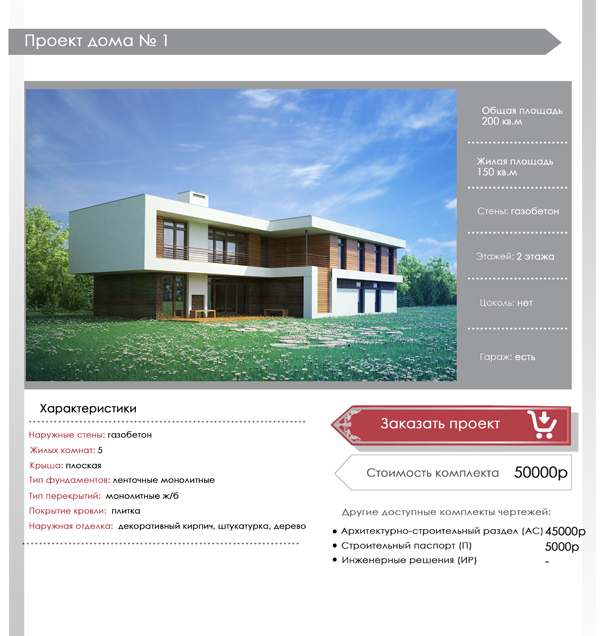 Проект дома № 1
Общая площадь
200 кв.м
Жилая площадь
150 кв.м
Стены: газобетон
Этажей: 2 этажа
Цоколь: нет
Гараж: есть
Характеристики
Наружные стены: газобетон
Жилых комнат: 5
Крыша: плоская
Тип фундаментов: ленточные монолитные
Тип перекрытий: монолитные ж/б
Покрытие кровли: плитка
Наружная отделка: декоративный кирпич, штукатурка, дерево
Заказать проект
Стоимость комплекта 50000р
Другие доступные комплекты чертежей:
• Архитектурно-строительный раздел (АС) 45000р
• Строительный паспорт (П) 5000р
• Инженерные решения (ИР) -